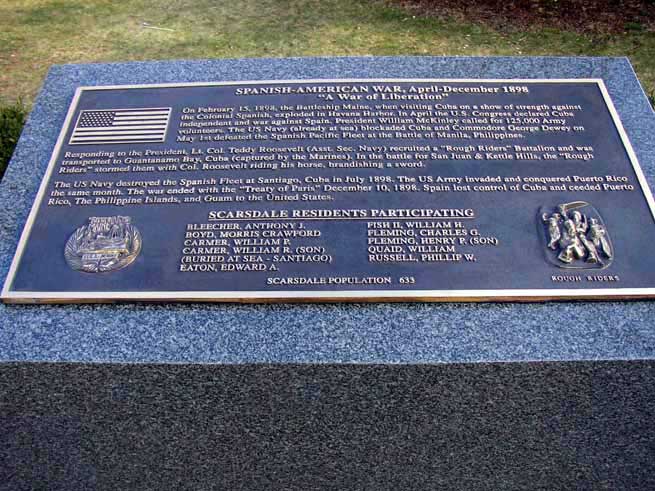 SPANISH-AMERICAN WAR, April-December 1898
"A War of Liberation"
On February 15, 1898, the Battleship Maine, when visiting Cuba on a show of strength against
the Colonial Spanish, exploded in Havana Harbor. In April the U.S. Congress declared Cuba
independent and war against Spain. President William McKinley called for 125,000 Army
volunteers. The US Navy (already at sea) blockaded Cuba and Commodore George Dewey on
May 1st defeated the Spanish Pacific Fleet at the Battle of Manila, Philippines.
Responding to the President, Lt. Col. Teddy Roosevelt (Asst. Sec. Navy) recruited a "Rough Riders" Battalion and was
transported to Guantanamo Bay, Cuba (captured by the Marines). In the battle for San Juan & Kettle Hills, the "Rough
Riders" stormed them with Col. Roosevelt riding his horse, brandishing a sword.
The US Navy destroyed the Spanish Fleet at Santiago, Cuba in July 1898. The US Army invaded and conquered Puerto Rico
the same month. The war ended with the "Treaty of Paris" December 10, 1898. Spain lost control of Cuba and ceeded Puerto
Rico, The Philippine Islands, and Guam to the United States.
SCARSDALE RESIDENTS PARTICIPATING
BLEECHER, ANTHONY J.
BOYD, MORRIS CRAWFORD
CARMER, WILLIAM P.
CARMER, WILLIAM R. (SON)
(BURIED AT SEA - SANTIAGO)
EATON, EDWARD A.
FISH II, WILLIAM H.
FLEMING, CHARLES G.
FLEMING, HENRY P. (SON)
QUAID, WILLIAM
RUSSELL, PHILLIP W.
ROUGH RIDERS
SCARSDALE POPULATION 633